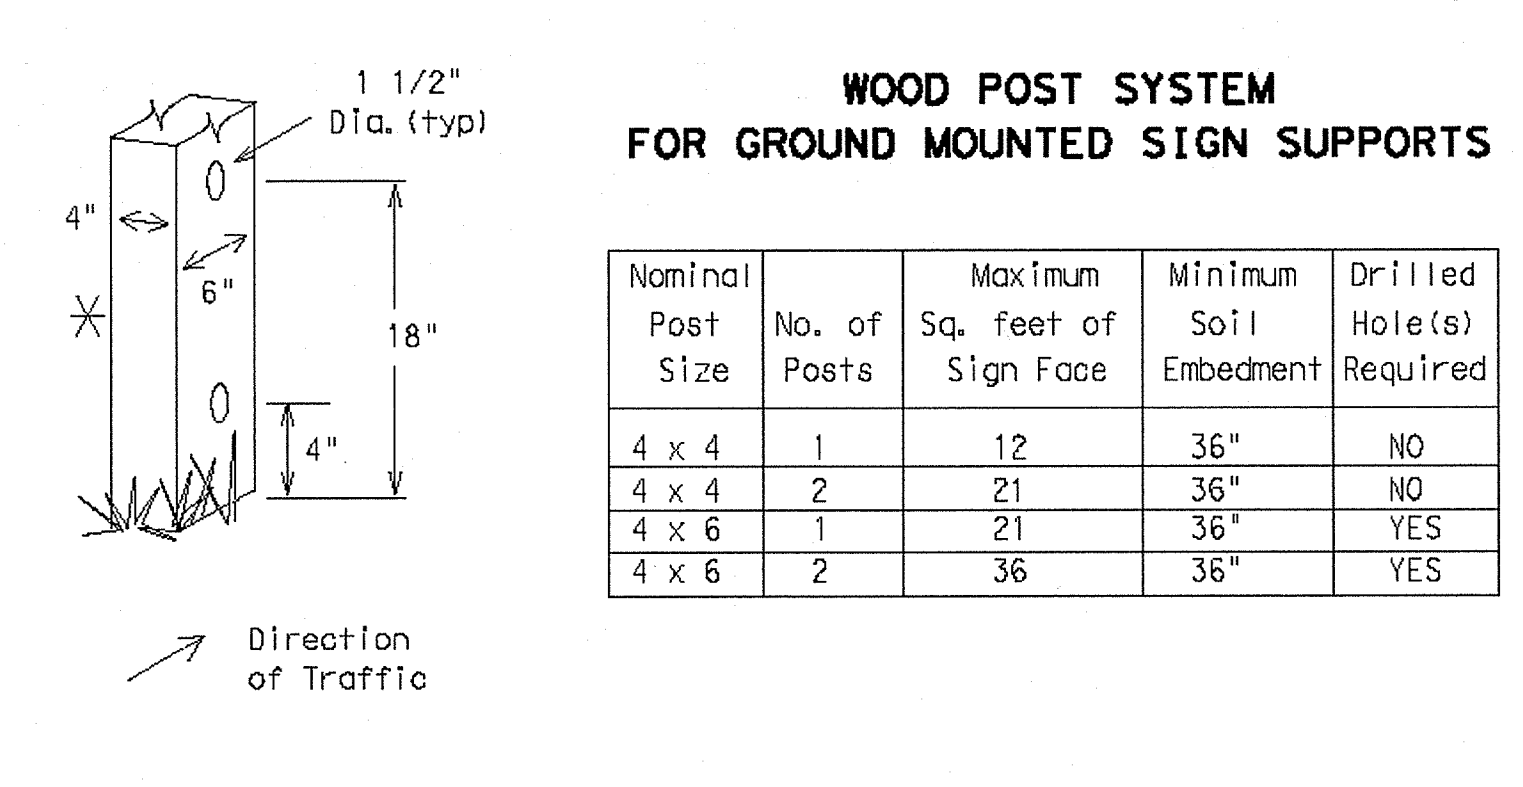 1 1/2"
Dia. (typ)
4"
6"
18"
4"
*
Direction
of Traffic
WOOD POST SYSTEM
FOR GROUND MOUNTED SIGN SUPPORTS
Nominal Post Size | No. of Posts | Maximum Sq. feet of Sign Face | Minimum Soil Embedment | Drilled Hole(s) Required
4 x 4 1 12 36" NO
4 x 4 2 21 36" NO
4 x 6 1 21 36" YES
4 x 6 2 36 36" YES